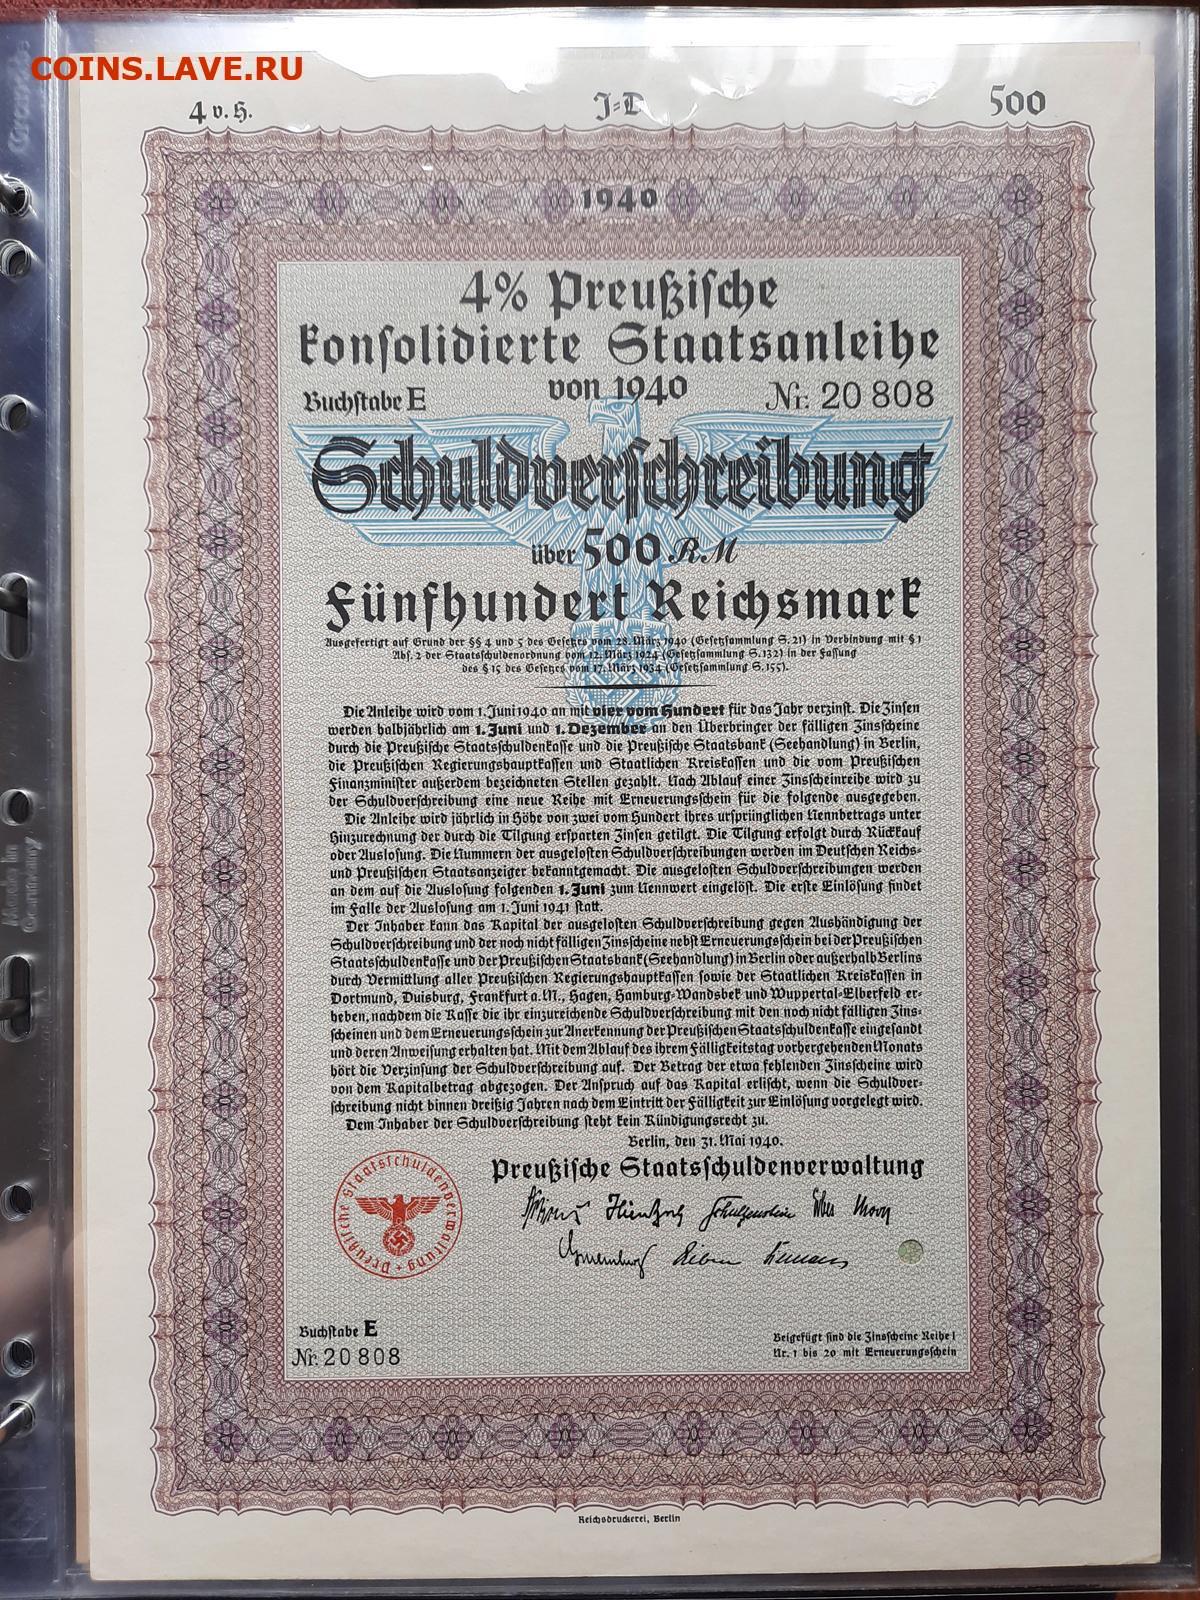 COINS.LAVE.RU
4 v. H. J=D 500
1940
4% Preußische
konsolidierte Staatsanleihe
von 1940
Buchstabe E Nr. 20 808
Schuldverschreibung
über 500 RM
Fünfhundert Reichsmark
Ausgefertigt auf Grund der §§ 4 und 5 des Gesetzes vom 28. März 1940 (Gesetzsammlung S. 21) in Verbindung mit § 1
Abs. 2 der Staatsschuldenordnung vom 12. März 1924 (Gesetzsammlung S. 132) in der Fassung
des § 15 des Gesetzes vom 17. März 1934 (Gesetzsammlung S. 155).
Die Anleihe wird vom 1. Juni 1940 an mit vier vom Hundert für das Jahr verzinst. Die Zinsen
werden halbjährlich am 1. Juni und 1. Dezember an den Überbringer der fälligen Zinsscheine
durch die Preußische Staatsschuldenkasse und die Preußische Staatsbank (Seehandlung) in Berlin,
die Preußischen Regierungshauptkassen und Staatlichen Kreiskassen und die vom Preußischen
Finanzminister außerdem bezeichneten Stellen gezahlt. Nach Ablauf einer Zinsscheinreihe wird zu
der Schuldverschreibung eine neue Reihe mit Erneuerungsschein für die folgende ausgegeben.
Die Anleihe wird jährlich in Höhe von zwei vom Hundert ihres ursprünglichen Nennbetrags unter
Hinzurechnung der durch die Tilgung ersparten Zinsen getilgt. Die Tilgung erfolgt durch Rückkauf
oder Auslosung. Die Nummern der ausgelosten Schuldverschreibungen werden im Deutschen Reichs-
und Preußischen Staatsanzeiger bekanntgemacht. Die ausgelosten Schuldverschreibungen werden
an dem auf die Auslosung folgenden 1. Juni zum Nennwert eingelöst. Die erste Einlösung findet
im Falle der Auslosung am 1. Juni 1941 statt.
Der Inhaber kann das Kapital der ausgelosten Schuldverschreibung gegen Aushändigung der
Schuldverschreibung und der noch nicht fälligen Zinsscheine nebst Erneuerungsschein bei der Preußischen
Staatsschuldenkasse und der Preußischen Staatsbank (Seehandlung) in Berlin oder außerhalb Berlins
durch Vermittlung aller Preußischen Regierungshauptkassen sowie der Staatlichen Kreiskassen in
Dortmund, Duisburg, Frankfurt a. M., Hagen, Hamburg-Wandsbek und Wuppertal-Elberfeld er-
heben, nachdem die Kasse die ihr einzureichende Schuldverschreibung mit den noch nicht fälligen Zins-
scheinen und dem Erneuerungsschein zur Anerkennung der Preußischen Staatsschuldenkasse eingesandt
und deren Anweisung erhalten hat. Mit dem Ablauf des ihrem Fälligkeitstag vorhergehenden Monats
hört die Verzinsung der Schuldverschreibung auf. Der Betrag der etwa fehlenden Zinsscheine wird
von dem Kapitalbetrag abgezogen. Der Anspruch auf das Kapital erlischt, wenn die Schuldver-
schreibung nicht binnen dreißig Jahren nach dem Eintritt der Fälligkeit zur Einlösung vorgelegt wird.
Dem Inhaber der Schuldverschreibung steht kein Kündigungsrecht zu.
Berlin, den 31. Mai 1940.
Preußische Staatsschuldenverwaltung
Preußische Staatsschuldenverwaltung
Buchstabe E
Nr. 20 808
Beigefügt sind die Zinsscheine Reihe I
Nr. 1 bis 20 mit Erneuerungsschein
Reichsdruckerei, Berlin
Made in
Germany